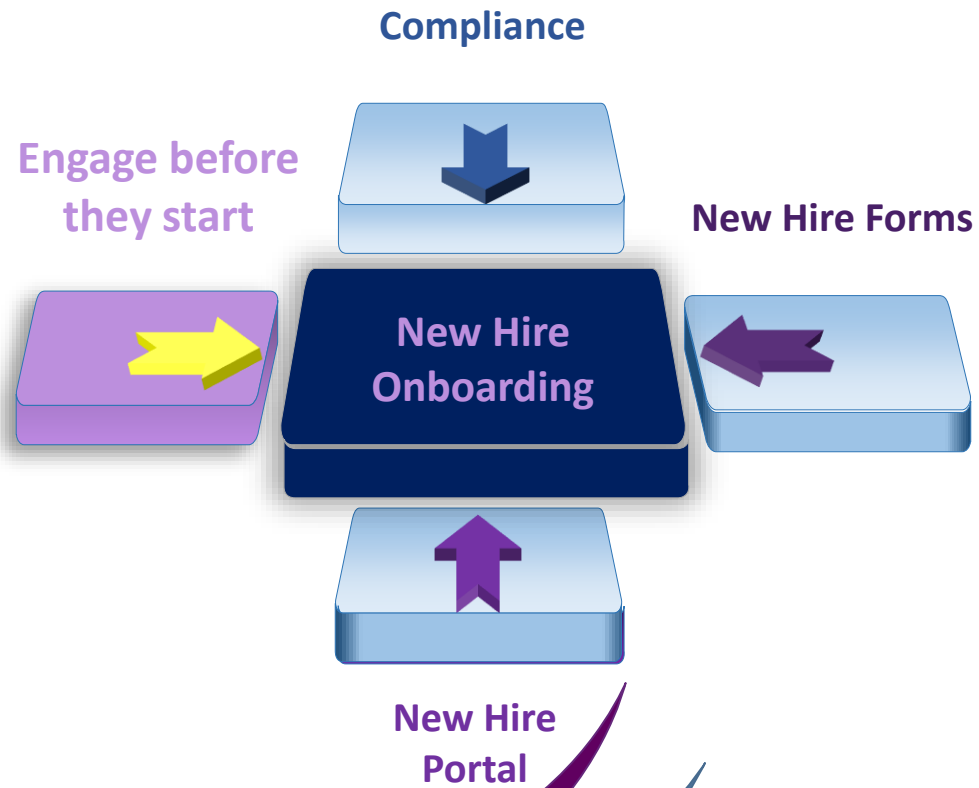 Compliance
Engage before
they start
New Hire Forms
New Hire
Onboarding
New Hire
Portal